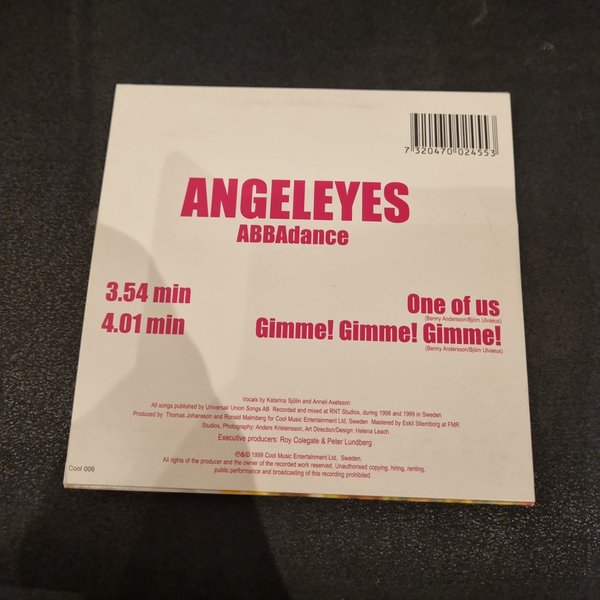 7 320470 024553
ANGELEYES
ABBAdance
3.54 min
One of us
(Benny Andersson/Björn Ulvaeus)
4.01 min
Gimme! Gimme! Gimme!
(Benny Andersson/Björn Ulvaeus)
Vocals by Katarina Sjölin and Anneli Axelsson
All songs published by Universal/ Union Songs AB Recorded and mixed at RNT Studios, during 1998 and 1999 in Sweden
Produced by Thomas Johansson and Ronald Malmberg for Cool Music Entertainment Ltd, Sweden Mastered by Eskil Stiernborg at FMR
Studios, Photography: Anders Kristensson, Art Direction/Design: Helena Leach
Executive producers: Roy Colegate & Peter Lundberg
℗&© 1999 Cool Music Entertainment Ltd, Sweden.
All rights of the producer and the owner of the recorded work reserved. Unauthorised copying, hiring, renting,
public performance and broadcasting of this recording prohibited.
Cool 006